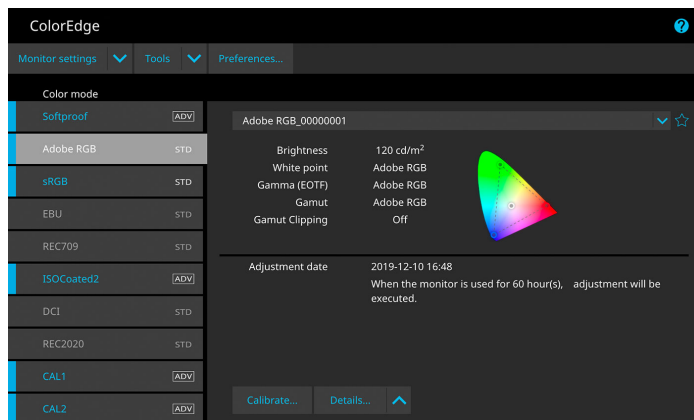 ColorEdge
?
Monitor settings Tools Preferences...
Color mode
Softproof ADV
Adobe RGB STD
sRGB STD
EBU STD
REC709 STD
ISOCoated2 ADV
DCI STD
REC2020 STD
CAL1 ADV
CAL2 ADV
Adobe RGB_00000001
Brightness 120 cd/m²
White point Adobe RGB
Gamma (EOTF) Adobe RGB
Gamut Adobe RGB
Gamut Clipping Off
Adjustment date 2019-12-10 16:48
When the monitor is used for 60 hour(s), adjustment will be
executed.
Calibrate... Details...